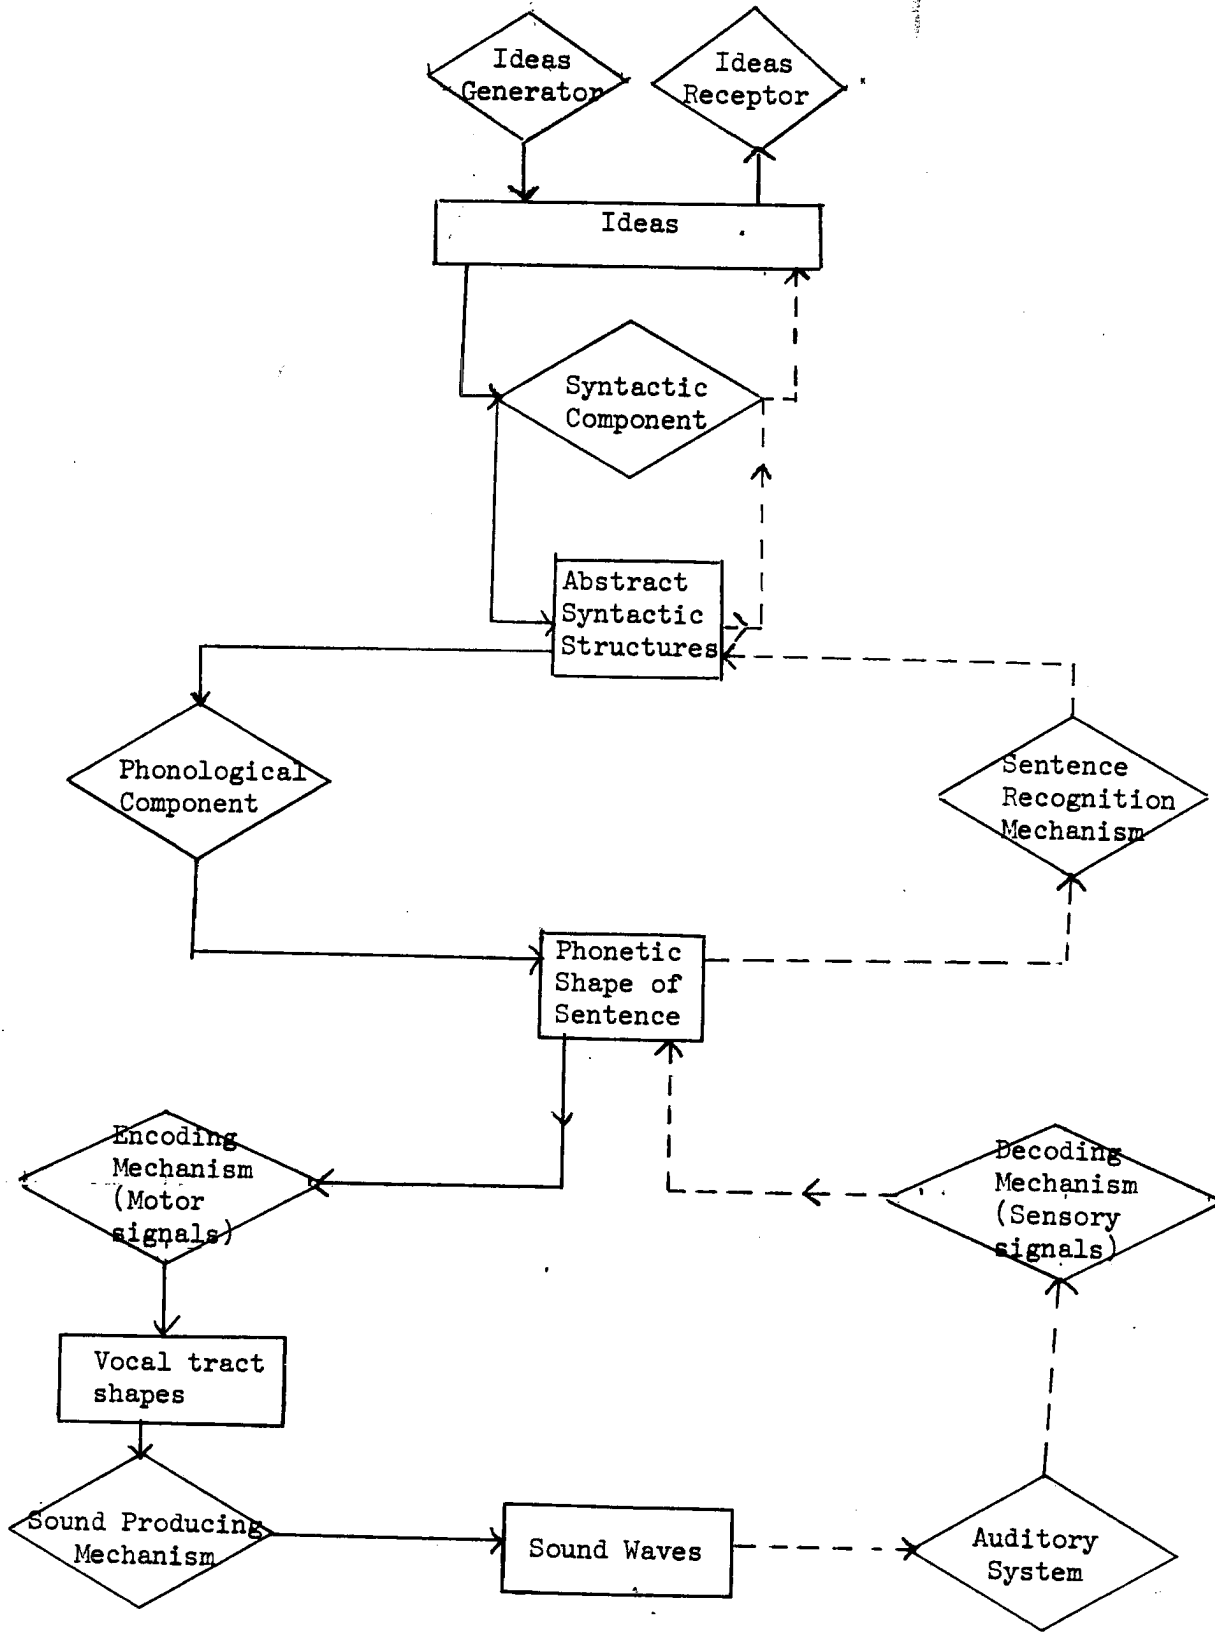 Ideas
Generator
Ideas
Receptor
Ideas
Syntactic
Component
Abstract
Syntactic
Structures
Phonological
Component
Sentence
Recognition
Mechanism
Phonetic
Shape of
Sentence
Encoding
Mechanism
(Motor
signals)
Decoding
Mechanism
(Sensory
signals)
Vocal tract
shapes
Sound Producing
Mechanism
Sound Waves
Auditory
System